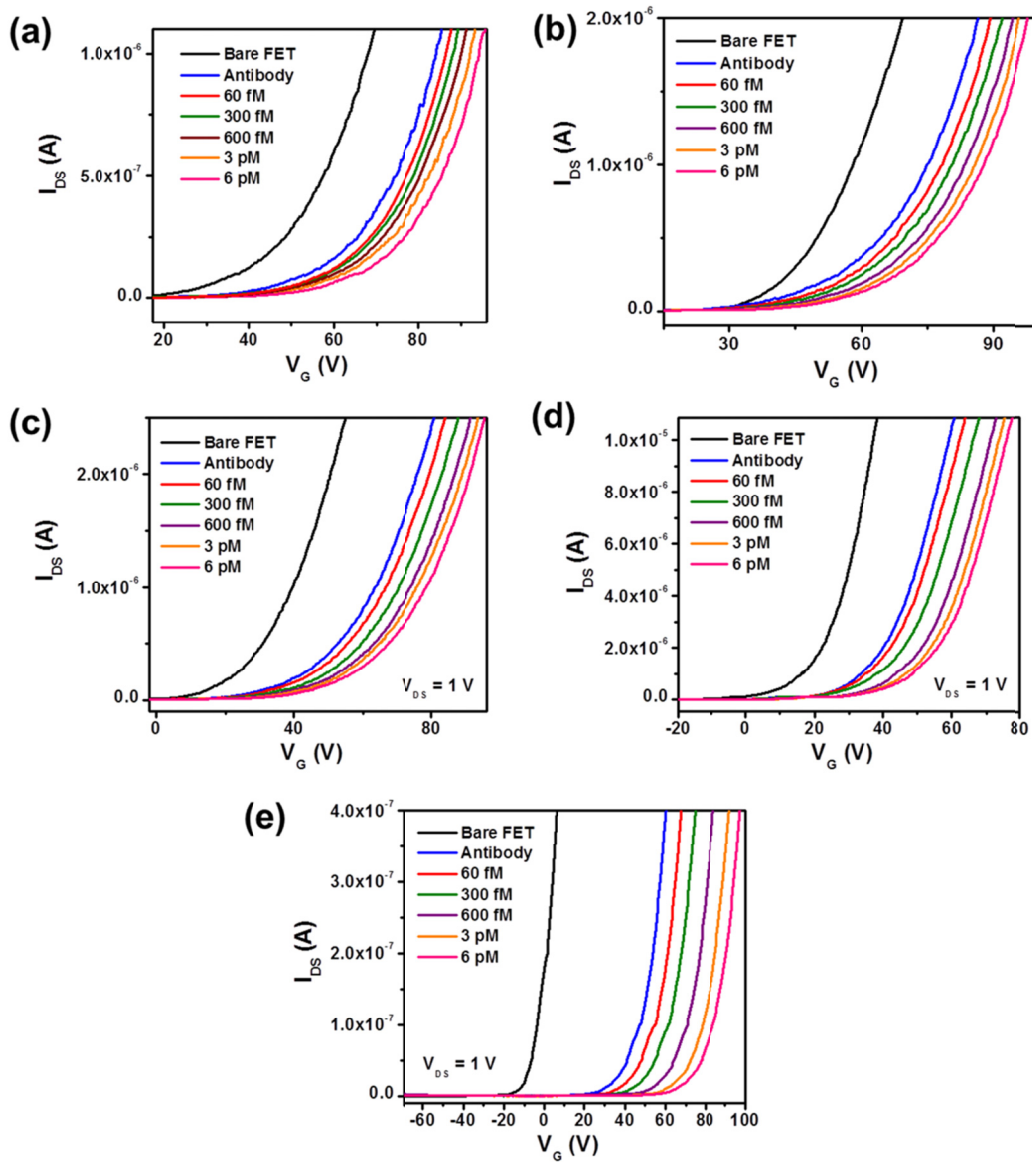 (a)
1.0x10⁻⁶
5.0x10⁻⁷
0.0
I_DS (A)
Bare FET
Antibody
60 fM
300 fM
600 fM
3 pM
6 pM
20 40 60 80
V_G (V)
(b)
2.0x10⁻⁶
1.0x10⁻⁶
0.0
I_DS (A)
Bare FET
Antibody
60 fM
300 fM
600 fM
3 pM
6 pM
30 60 90
V_G (V)
(c)
2.0x10⁻⁶
1.0x10⁻⁶
0.0
I_DS (A)
Bare FET
Antibody
60 fM
300 fM
600 fM
3 pM
6 pM
V_DS = 1 V
0 40 80
V_G (V)
(d)
1.0x10⁻⁵
8.0x10⁻⁶
6.0x10⁻⁶
4.0x10⁻⁶
2.0x10⁻⁶
0.0
I_DS (A)
Bare FET
Antibody
60 fM
300 fM
600 fM
3 pM
6 pM
V_DS = 1 V
-20 0 20 40 60 80
V_G (V)
(e)
4.0x10⁻⁷
3.0x10⁻⁷
2.0x10⁻⁷
1.0x10⁻⁷
0.0
I_DS (A)
Bare FET
Antibody
60 fM
300 fM
600 fM
3 pM
6 pM
V_DS = 1 V
-60 -40 -20 0 20 40 60 80 100
V_G (V)